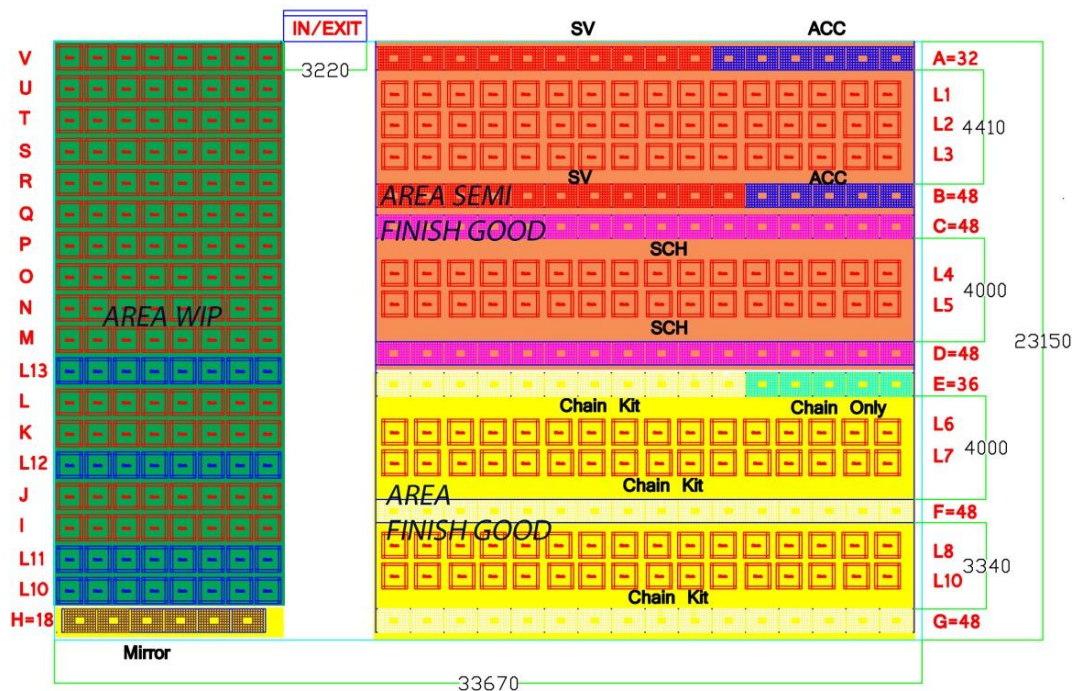 IN/EXIT
SV ACC
V
U
T
S
R
Q
P
O
N
M
L13
L
K
L12
J
I
L11
L10
H=18
3220
AREA WIP
Mirror
SV ACC
AREA SEMI
FINISH GOOD
SCH
SCH
Chain Kit Chain Only
Chain Kit
AREA
FINISH GOOD
Chain Kit
A=32
L1
L2
L3
B=48
C=48
L4
L5
D=48
E=36
L6
L7
F=48
L8
L10
G=48
4410
4000
4000
3340
23150
33670